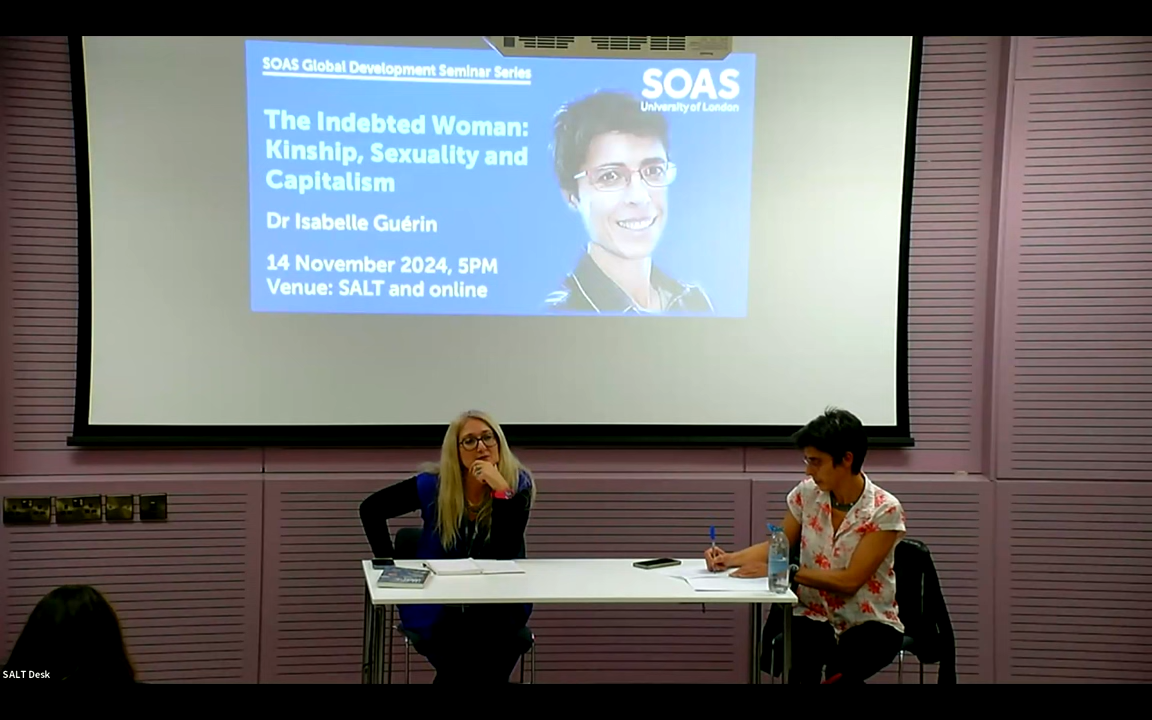 SOAS Global Development Seminar Series
SOAS
University of London
The Indebted Woman:
Kinship, Sexuality and
Capitalism
Dr Isabelle Guérin
14 November 2024, 5PM
Venue: SALT and online
SALT Desk